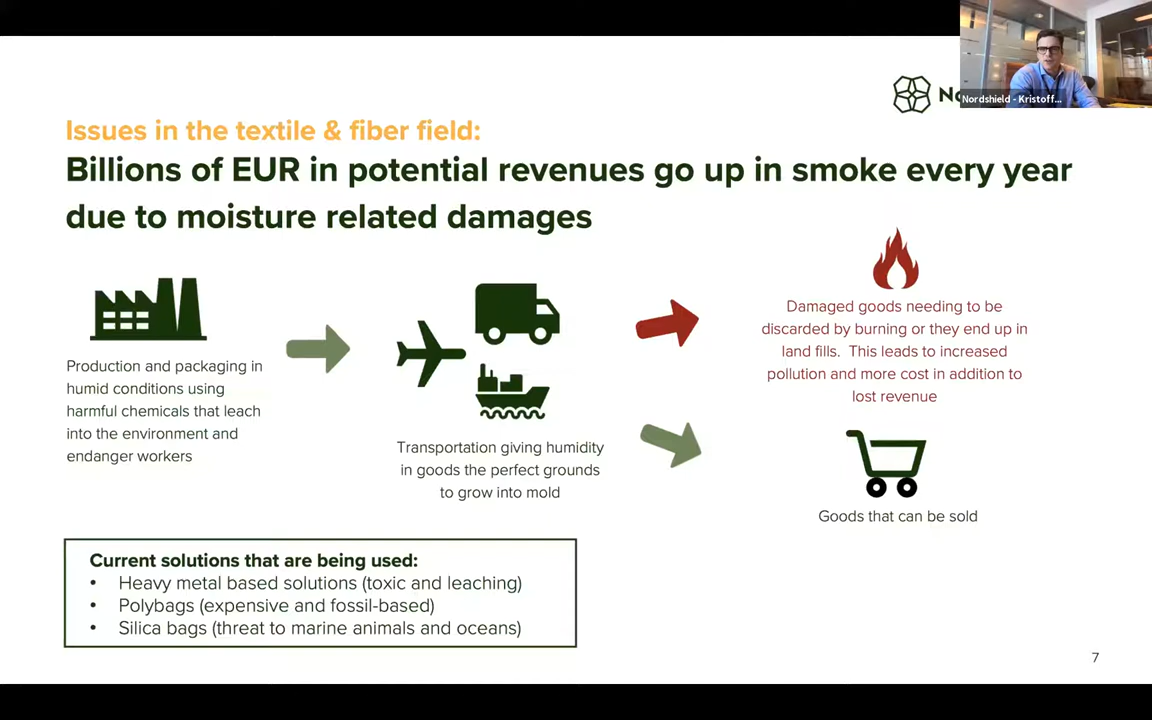 Nordshield - Kristoff...
No
Issues in the textile & fiber field:
Billions of EUR in potential revenues go up in smoke every year
due to moisture related damages
Production and packaging in
humid conditions using
harmful chemicals that leach
into the environment and
endanger workers
Transportation giving humidity
in goods the perfect grounds
to grow into mold
Damaged goods needing to be
discarded by burning or they end up in
land fills. This leads to increased
pollution and more cost in addition to
lost revenue
Goods that can be sold
Current solutions that are being used:
• Heavy metal based solutions (toxic and leaching)
• Polybags (expensive and fossil-based)
• Silica bags (threat to marine animals and oceans)
7